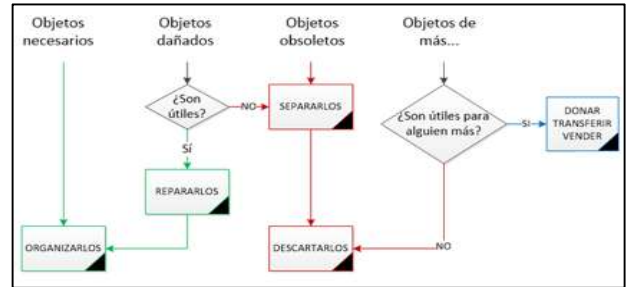 Objetos
necesarios
Objetos
dañados
Objetos
obsoletos
Objetos de
más...
¿Son
útiles?
NO
SEPARARLOS
¿Son útiles para
alguien más?
SI
DONAR
TRANSFERIR
VENDER
Sí
REPARARLOS
ORGANIZARLOS
DESCARTARLOS
NO